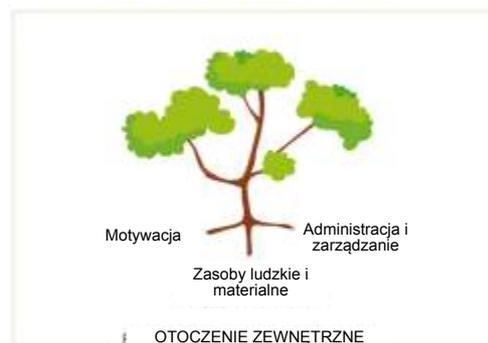 Motywacja
Administracja i
zarządzanie
Zasoby ludzkie i
materialne
OTOCZENIE ZEWNETRZNE